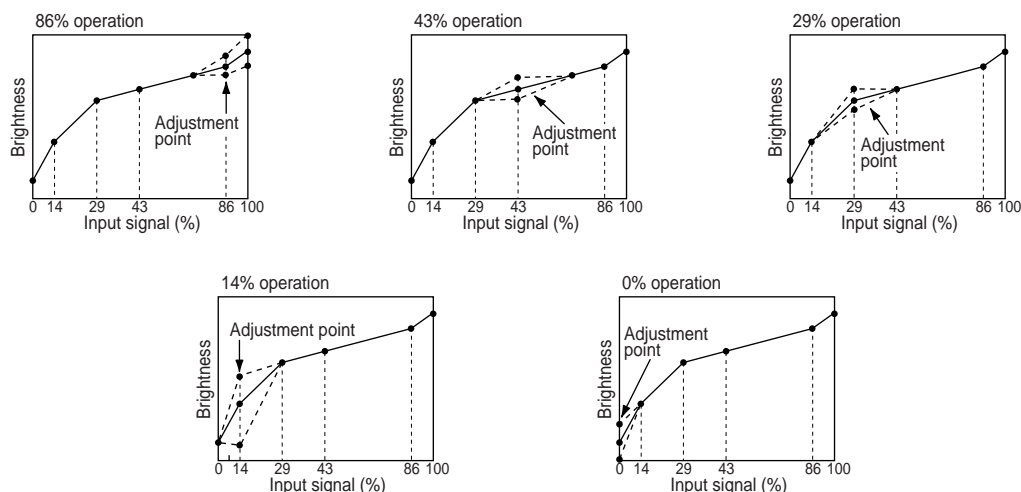 86% operation
Brightness
Adjustment
point
0 14 29 43 86 100
Input signal (%)
43% operation
Brightness
Adjustment
point
0 14 29 43 86 100
Input signal (%)
29% operation
Brightness
Adjustment
point
0 14 29 43 86 100
Input signal (%)
14% operation
Brightness
Adjustment point
0 14 29 43 86 100
Input signal (%)
0% operation
Brightness
Adjustment
point
0 14 29 43 86 100
Input signal (%)